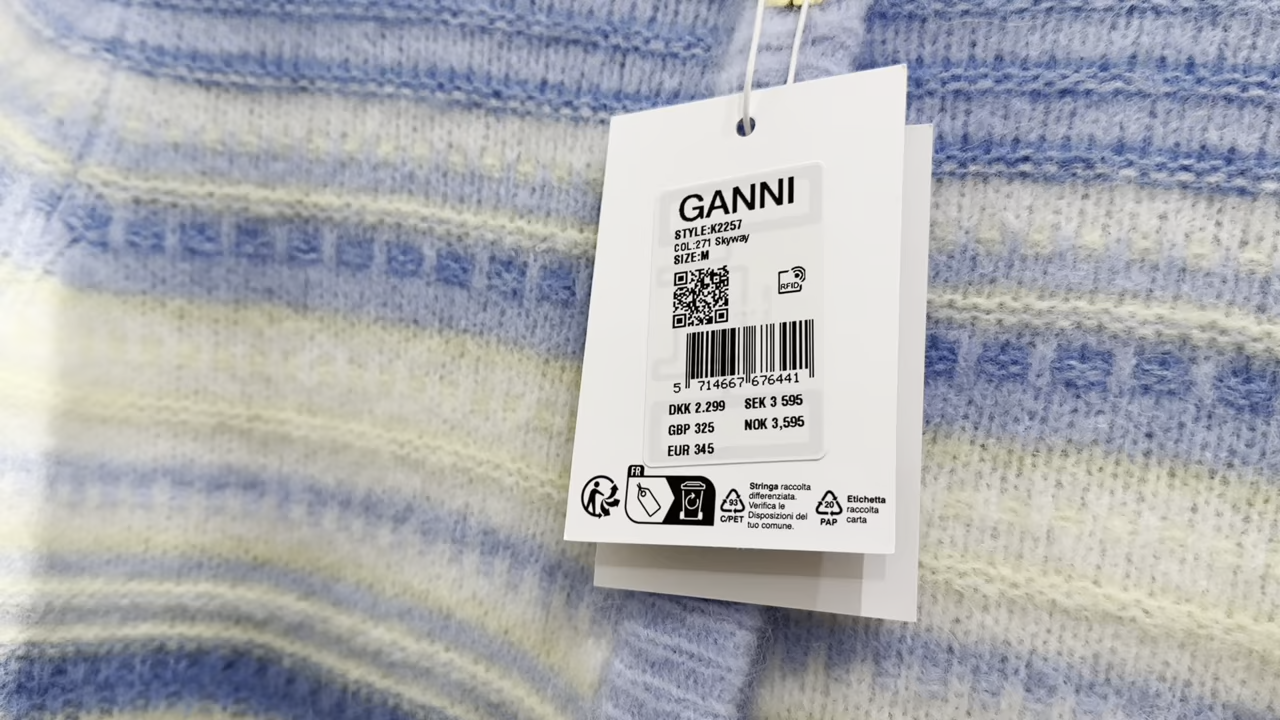 GANNI
STYLE:K2257
COL:271 Skyway
SIZE:M
RFID
5 714667 676441
DKK 2.299 SEK 3 595
GBP 325 NOK 3,595
EUR 345
FR
93
C/PET
Stringa raccolta
differenziata.
Verifica le
Disposizioni del
tuo comune.
20
PAP
Etichetta
raccolta
carta